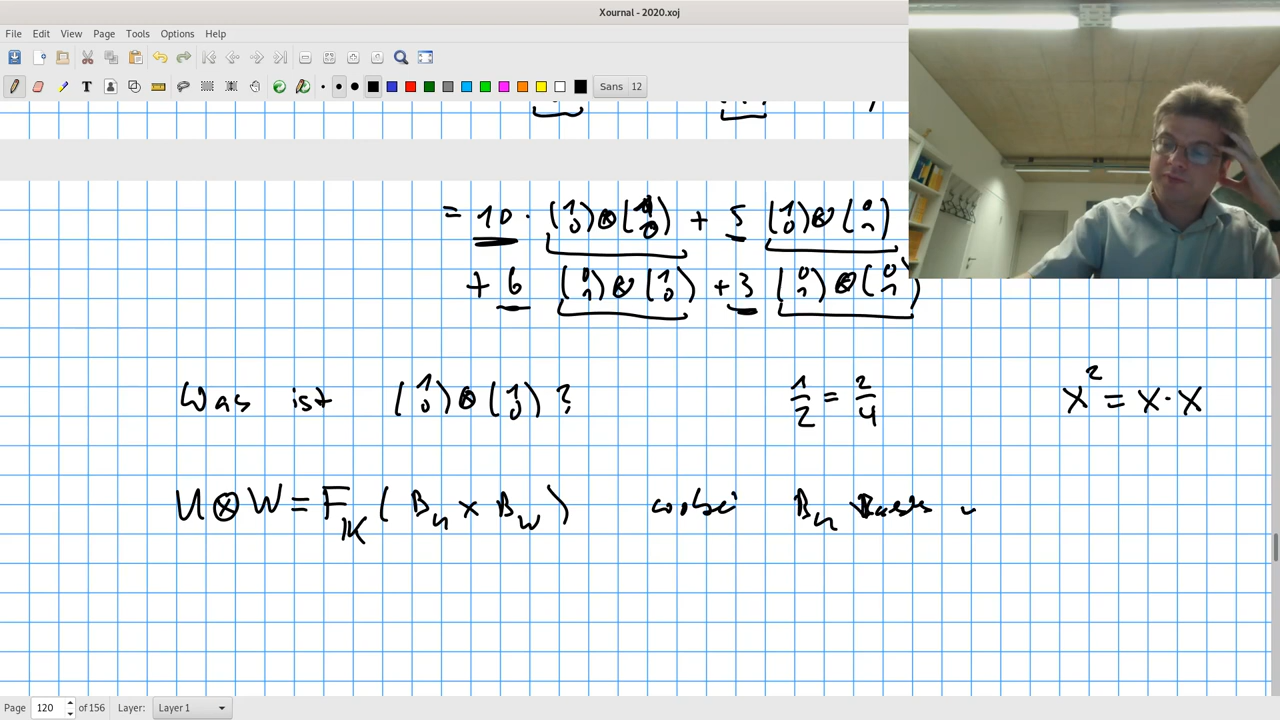 Xournal - 2020.xoj
File Edit View Page Tools Options Help
Sans 12
= 10 · (1 0) ⊗ (1 0) + 5 (1 0) ⊗ (0 1)
+ 6 (0 1) ⊗ (1 0) + 3 (0 1) ⊗ (0 1)
Was ist (1 0) ⊗ (1 0) ? 1/2 = 2/4 x² = x · x
U ⊗ W = F_K ( B_U × B_W ) wobei B_U Basis
Page 120 of 156 Layer: Layer 1